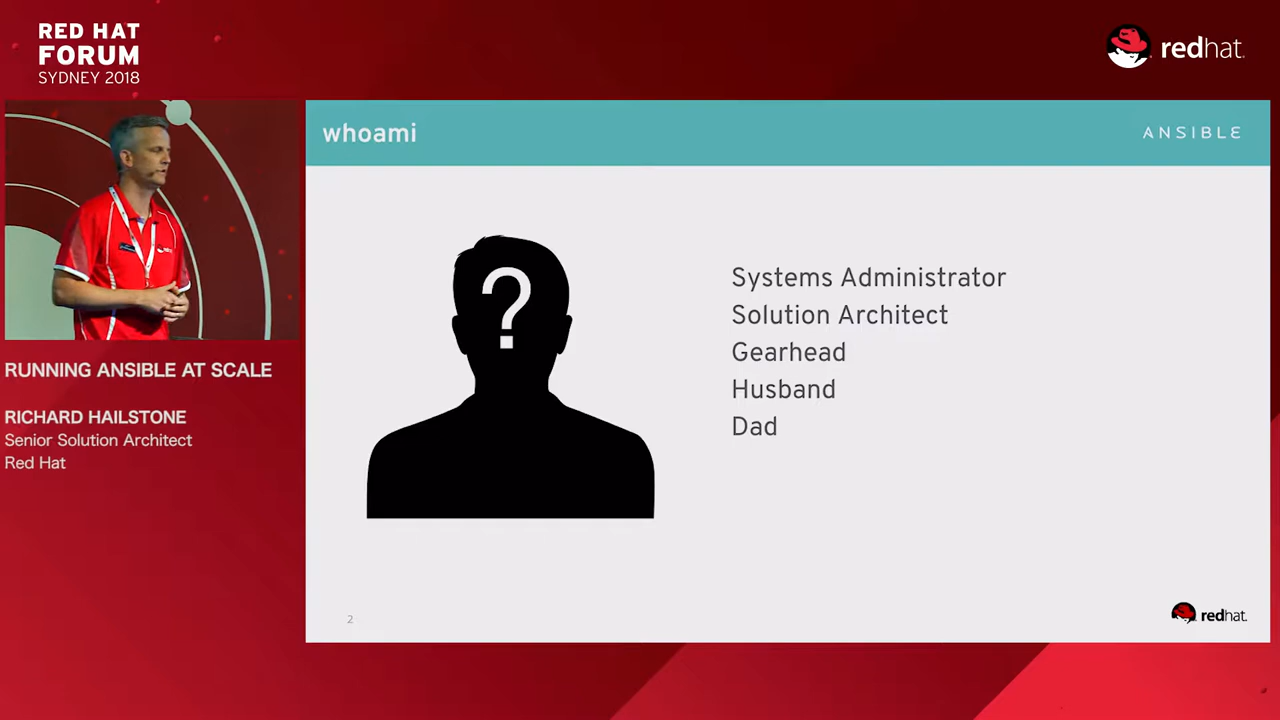 RED HAT
FORUM
SYDNEY 2018
redhat.
whoami
ANSIBLE
?
Systems Administrator
Solution Architect
Gearhead
Husband
Dad
RUNNING ANSIBLE AT SCALE
RICHARD HAILSTONE
Senior Solution Architect
Red Hat
2
redhat.